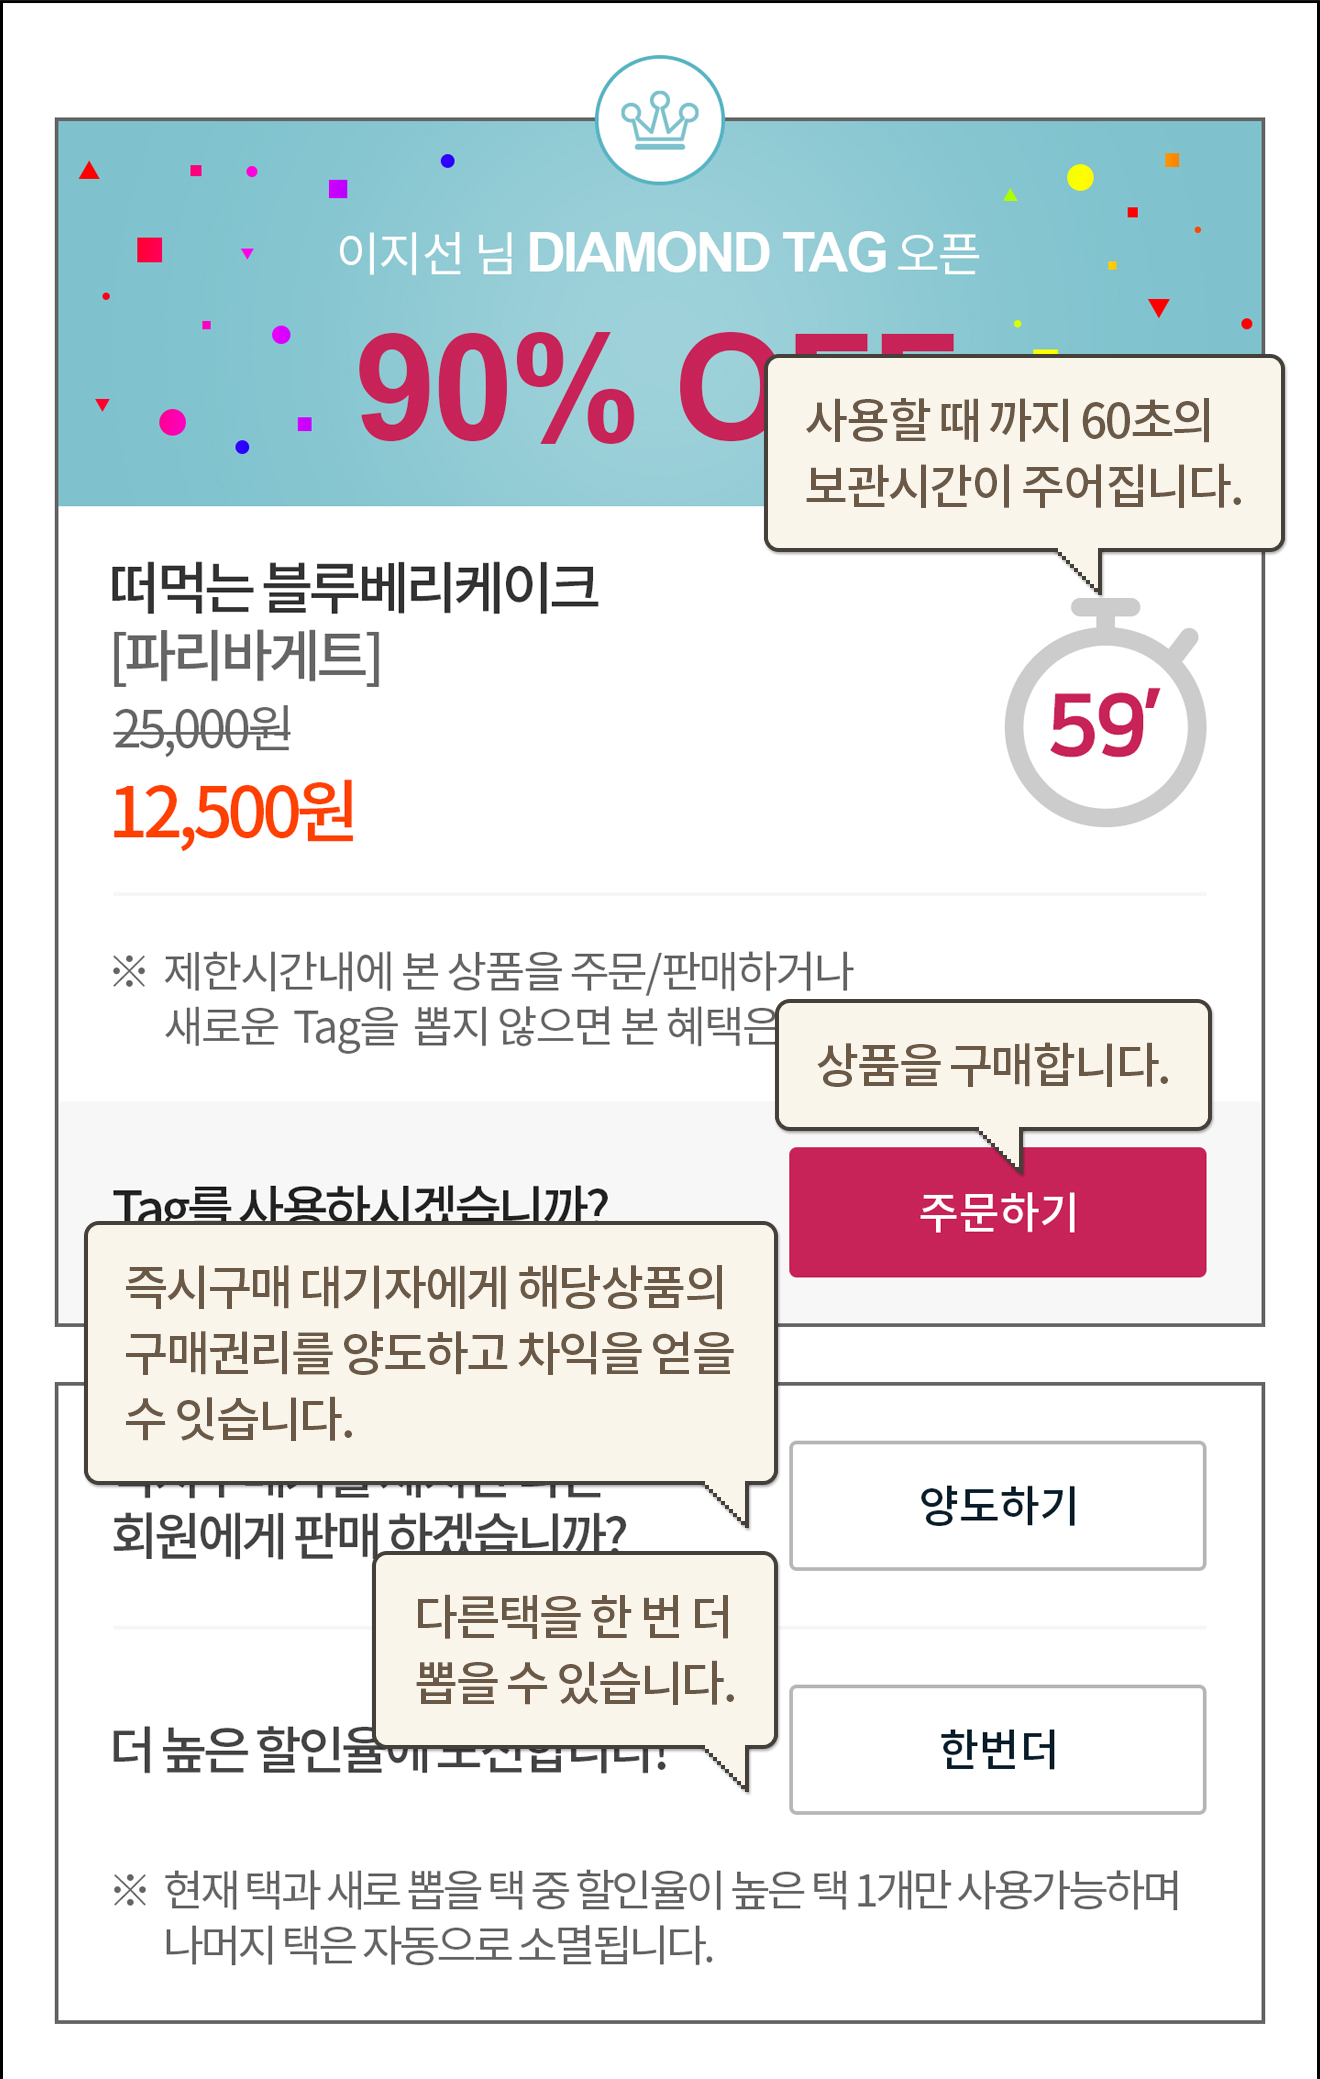 이지선 님 DIAMOND TAG 오픈
90% OFF
사용할 때 까지 60초의
보관시간이 주어집니다.
떠먹는 블루베리케이크
[파리바게트]
25,000원
12,500원
59′
※ 제한시간내에 본 상품을 주문/판매하거나
새로운 Tag을 뽑지 않으면 본 혜택은
상품을 구매합니다.
Tag를 사용하시겠습니까?
주문하기
즉시구매 대기자에게 해당상품의
구매권리를 양도하고 차익을 얻을
수 잇습니다.
회원에게 판매 하겠습니까?
양도하기
다른택을 한 번 더
뽑을 수 있습니다.
더 높은 할인율에 도전합니다!
한번더
※ 현재 택과 새로 뽑을 택 중 할인율이 높은 택 1개만 사용가능하며
나머지 택은 자동으로 소멸됩니다.